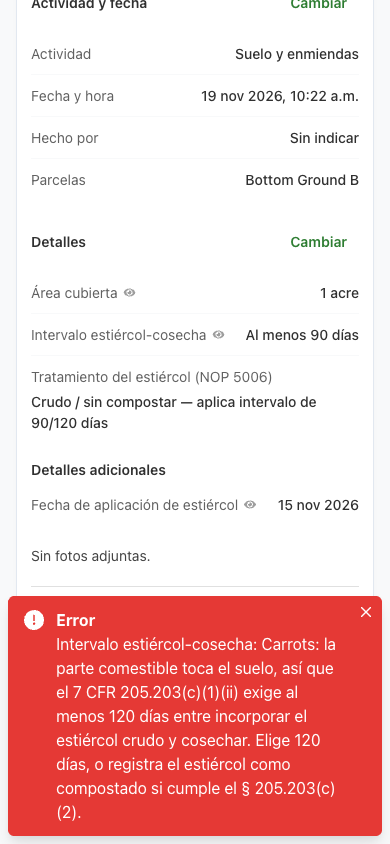 Actividad y fecha Cambiar
Actividad Suelo y enmiendas
Fecha y hora 19 nov 2026, 10:22 a.m.
Hecho por Sin indicar
Parcelas Bottom Ground B
Detalles Cambiar
Área cubierta 1 acre
Intervalo estiércol-cosecha Al menos 90 días
Tratamiento del estiércol (NOP 5006)
Crudo / sin compostar — aplica intervalo de
90/120 días
Detalles adicionales
Fecha de aplicación de estiércol 15 nov 2026
Sin fotos adjuntas.
Error
Intervalo estiércol-cosecha: Carrots: la
parte comestible toca el suelo, así que
el 7 CFR 205.203(c)(1)(ii) exige al
menos 120 días entre incorporar el
estiércol crudo y cosechar. Elige 120
días, o registra el estiércol como
compostado si cumple el § 205.203(c)
(2).